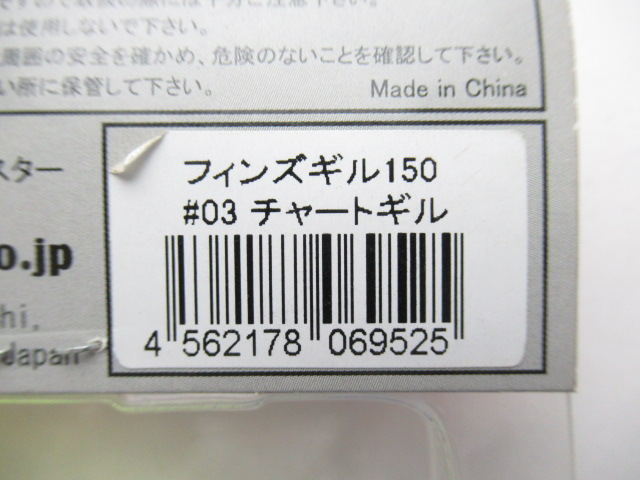 は使用しないで下さい。
周囲の安全を確かめ、危険のないことを確認して下さい。
い所に保管して下さい。
Made in China
スター
フィンズギル150
#03 チャートギル
o.jp
hi,
Japan
4 562178 069525